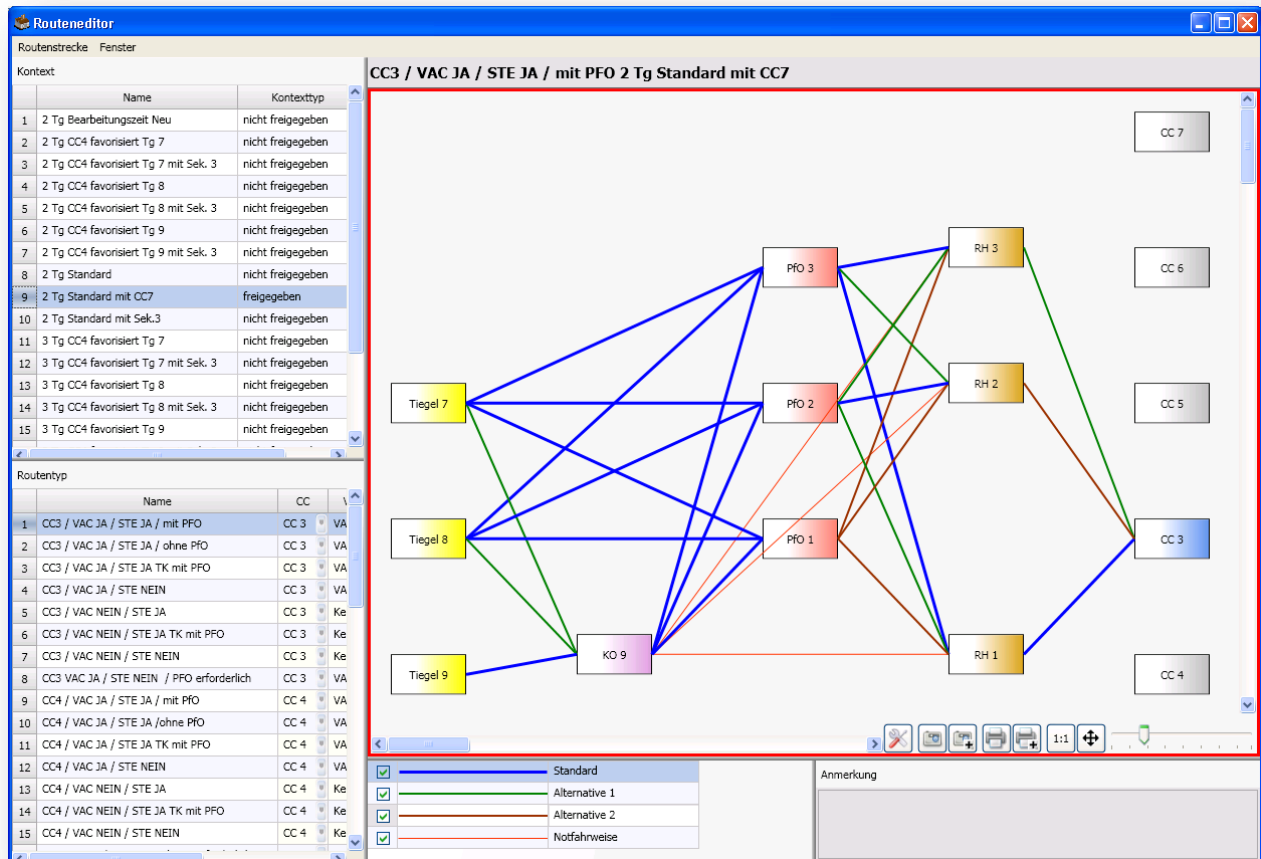 Routeneditor
Routenstrecke Fenster
Kontext
Name Kontexttyp
1 2 Tg Bearbeitungszeit Neu nicht freigegeben
2 2 Tg CC4 favorisiert Tg 7 nicht freigegeben
3 2 Tg CC4 favorisiert Tg 7 mit Sek. 3 nicht freigegeben
4 2 Tg CC4 favorisiert Tg 8 nicht freigegeben
5 2 Tg CC4 favorisiert Tg 8 mit Sek. 3 nicht freigegeben
6 2 Tg CC4 favorisiert Tg 9 nicht freigegeben
7 2 Tg CC4 favorisiert Tg 9 mit Sek. 3 nicht freigegeben
8 2 Tg Standard nicht freigegeben
9 2 Tg Standard mit CC7 freigegeben
10 2 Tg Standard mit Sek.3 nicht freigegeben
11 3 Tg CC4 favorisiert Tg 7 nicht freigegeben
12 3 Tg CC4 favorisiert Tg 7 mit Sek. 3 nicht freigegeben
13 3 Tg CC4 favorisiert Tg 8 nicht freigegeben
14 3 Tg CC4 favorisiert Tg 8 mit Sek. 3 nicht freigegeben
15 3 Tg CC4 favorisiert Tg 9 nicht freigegeben
Routentyp
Name CC
1 CC3 / VAC JA / STE JA / mit PFO CC 3 VA
2 CC3 / VAC JA / STE JA / ohne PfO CC 3 VA
3 CC3 / VAC JA / STE JA TK mit PFO CC 3 VA
4 CC3 / VAC JA / STE NEIN CC 3 VA
5 CC3 / VAC NEIN / STE JA CC 3 Ke
6 CC3 / VAC NEIN / STE JA TK mit PFO CC 3 Ke
7 CC3 / VAC NEIN / STE NEIN CC 3 Ke
8 CC3 VAC JA / STE NEIN / PFO erforderlich CC 3 VA
9 CC4 / VAC JA / STE JA / mit PfO CC 4 VA
10 CC4 / VAC JA / STE JA /ohne PfO CC 4 VA
11 CC4 / VAC JA / STE JA TK mit PFO CC 4 VA
12 CC4 / VAC JA / STE NEIN CC 4 VA
13 CC4 / VAC NEIN / STE JA CC 4 Ke
14 CC4 / VAC NEIN / STE JA TK mit PFO CC 4 Ke
15 CC4 / VAC NEIN / STE NEIN CC 4 Ke
CC3 / VAC JA / STE JA / mit PFO 2 Tg Standard mit CC7
CC 7
RH 3
PfO 3
CC 6
RH 2
Tiegel 7
PfO 2
CC 5
Tiegel 8
PfO 1
CC 3
KO 9
RH 1
Tiegel 9
CC 4
1:1
Standard
Alternative 1
Alternative 2
Notfahrweise
Anmerkung